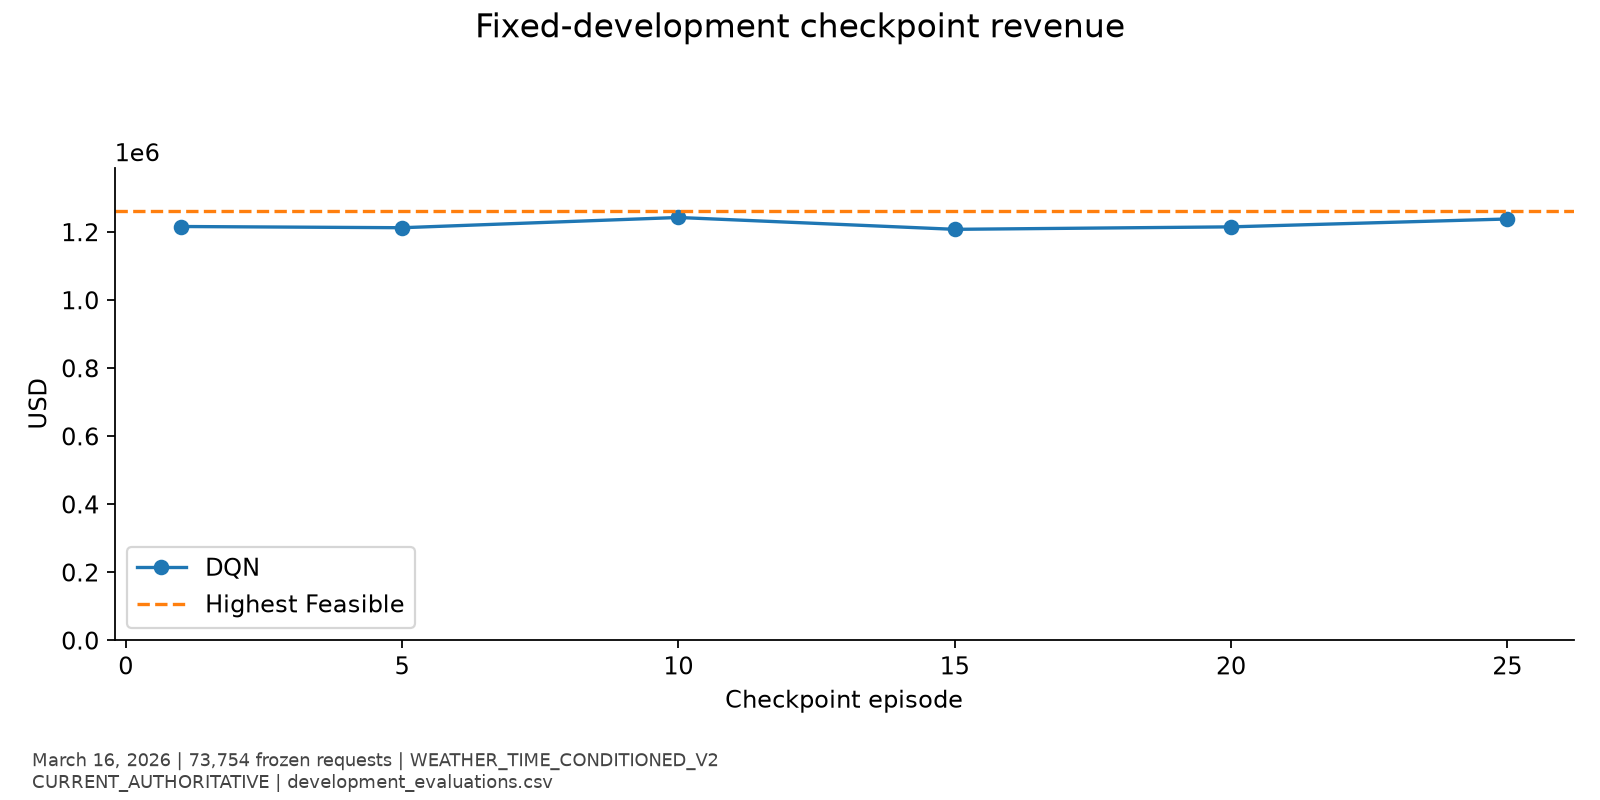 Fixed-development checkpoint revenue
1e6
1.2
1.0
0.8
0.6
0.4
0.2
0.0
USD
DQN
Highest Feasible
0 5 10 15 20 25
Checkpoint episode
March 16, 2026 | 73,754 frozen requests | WEATHER_TIME_CONDITIONED_V2
CURRENT_AUTHORITATIVE | development_evaluations.csv